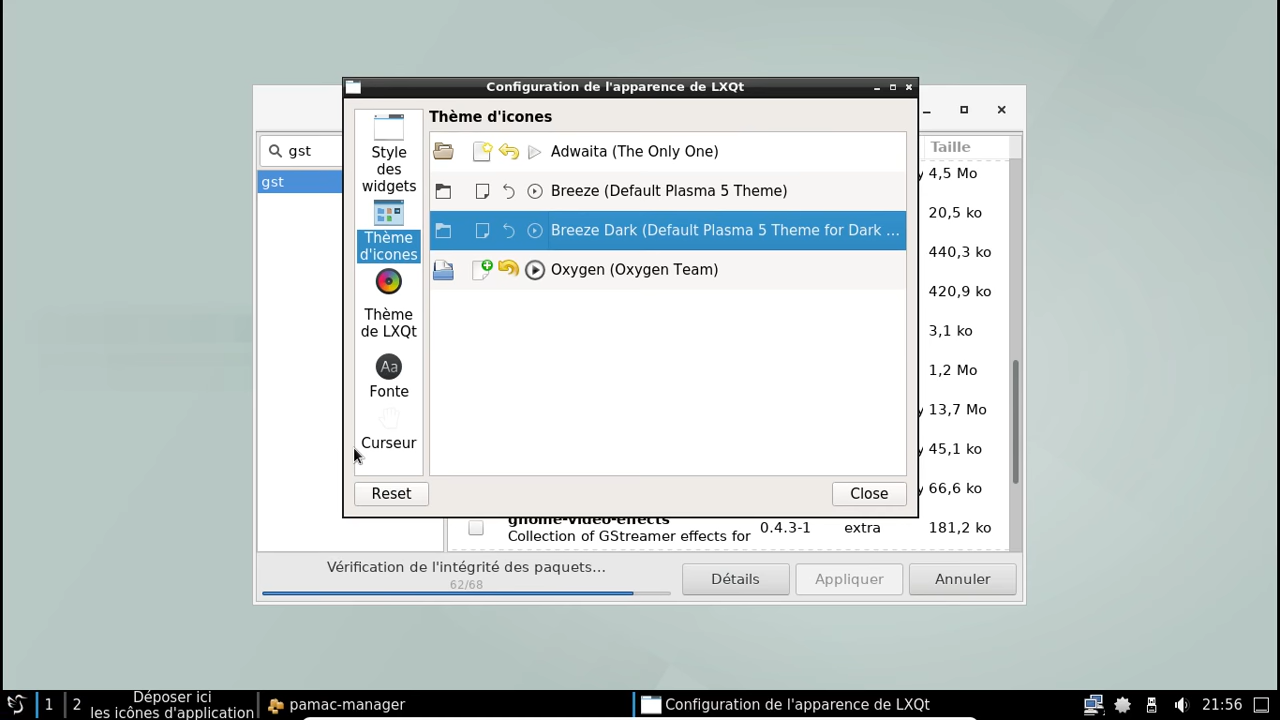 Configuration de l'apparence de LXQt
Thème d'icones
Style
des
widgets
Thème
d'icones
Thème
de LXQt
Fonte
Curseur
Adwaita (The Only One)
Breeze (Default Plasma 5 Theme)
Breeze Dark (Default Plasma 5 Theme for Dark ...
Oxygen (Oxygen Team)
Reset
Close
gst
gst
Taille
4,5 Mo
20,5 ko
440,3 ko
420,9 ko
3,1 ko
1,2 Mo
13,7 Mo
45,1 ko
66,6 ko
gnome-video-effects 0.4.3-1 extra 181,2 ko
Collection of GStreamer effects for
Vérification de l'intégrité des paquets...
62/68
Détails
Appliquer
Annuler
1
2
Déposer ici
les icônes d'application
pamac-manager
Configuration de l'apparence de LXQt
21:56